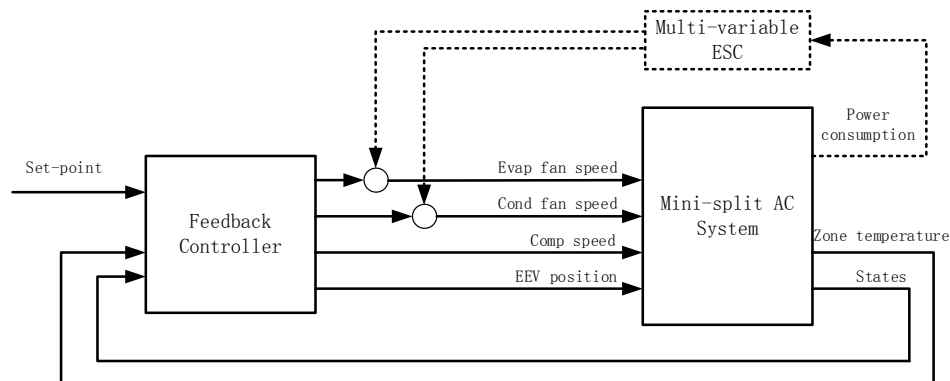 Multi-variable
ESC
Power
consumption
Set-point
Evap fan speed
Feedback
Controller
Cond fan speed
Mini-split AC
System
Comp speed
Zone temperature
EEV position
States